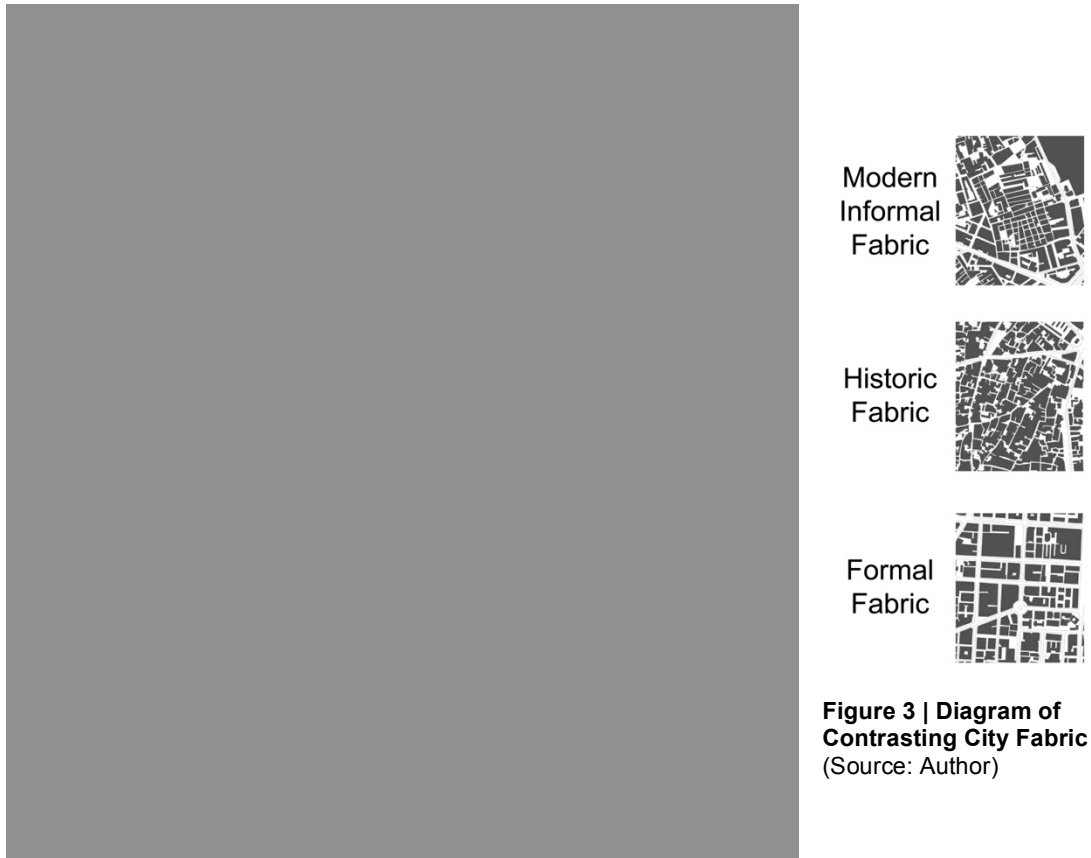 Modern
Informal
Fabric
Historic
Fabric
Formal
Fabric
Figure 3 | Diagram of
Contrasting City Fabric
(Source: Author)